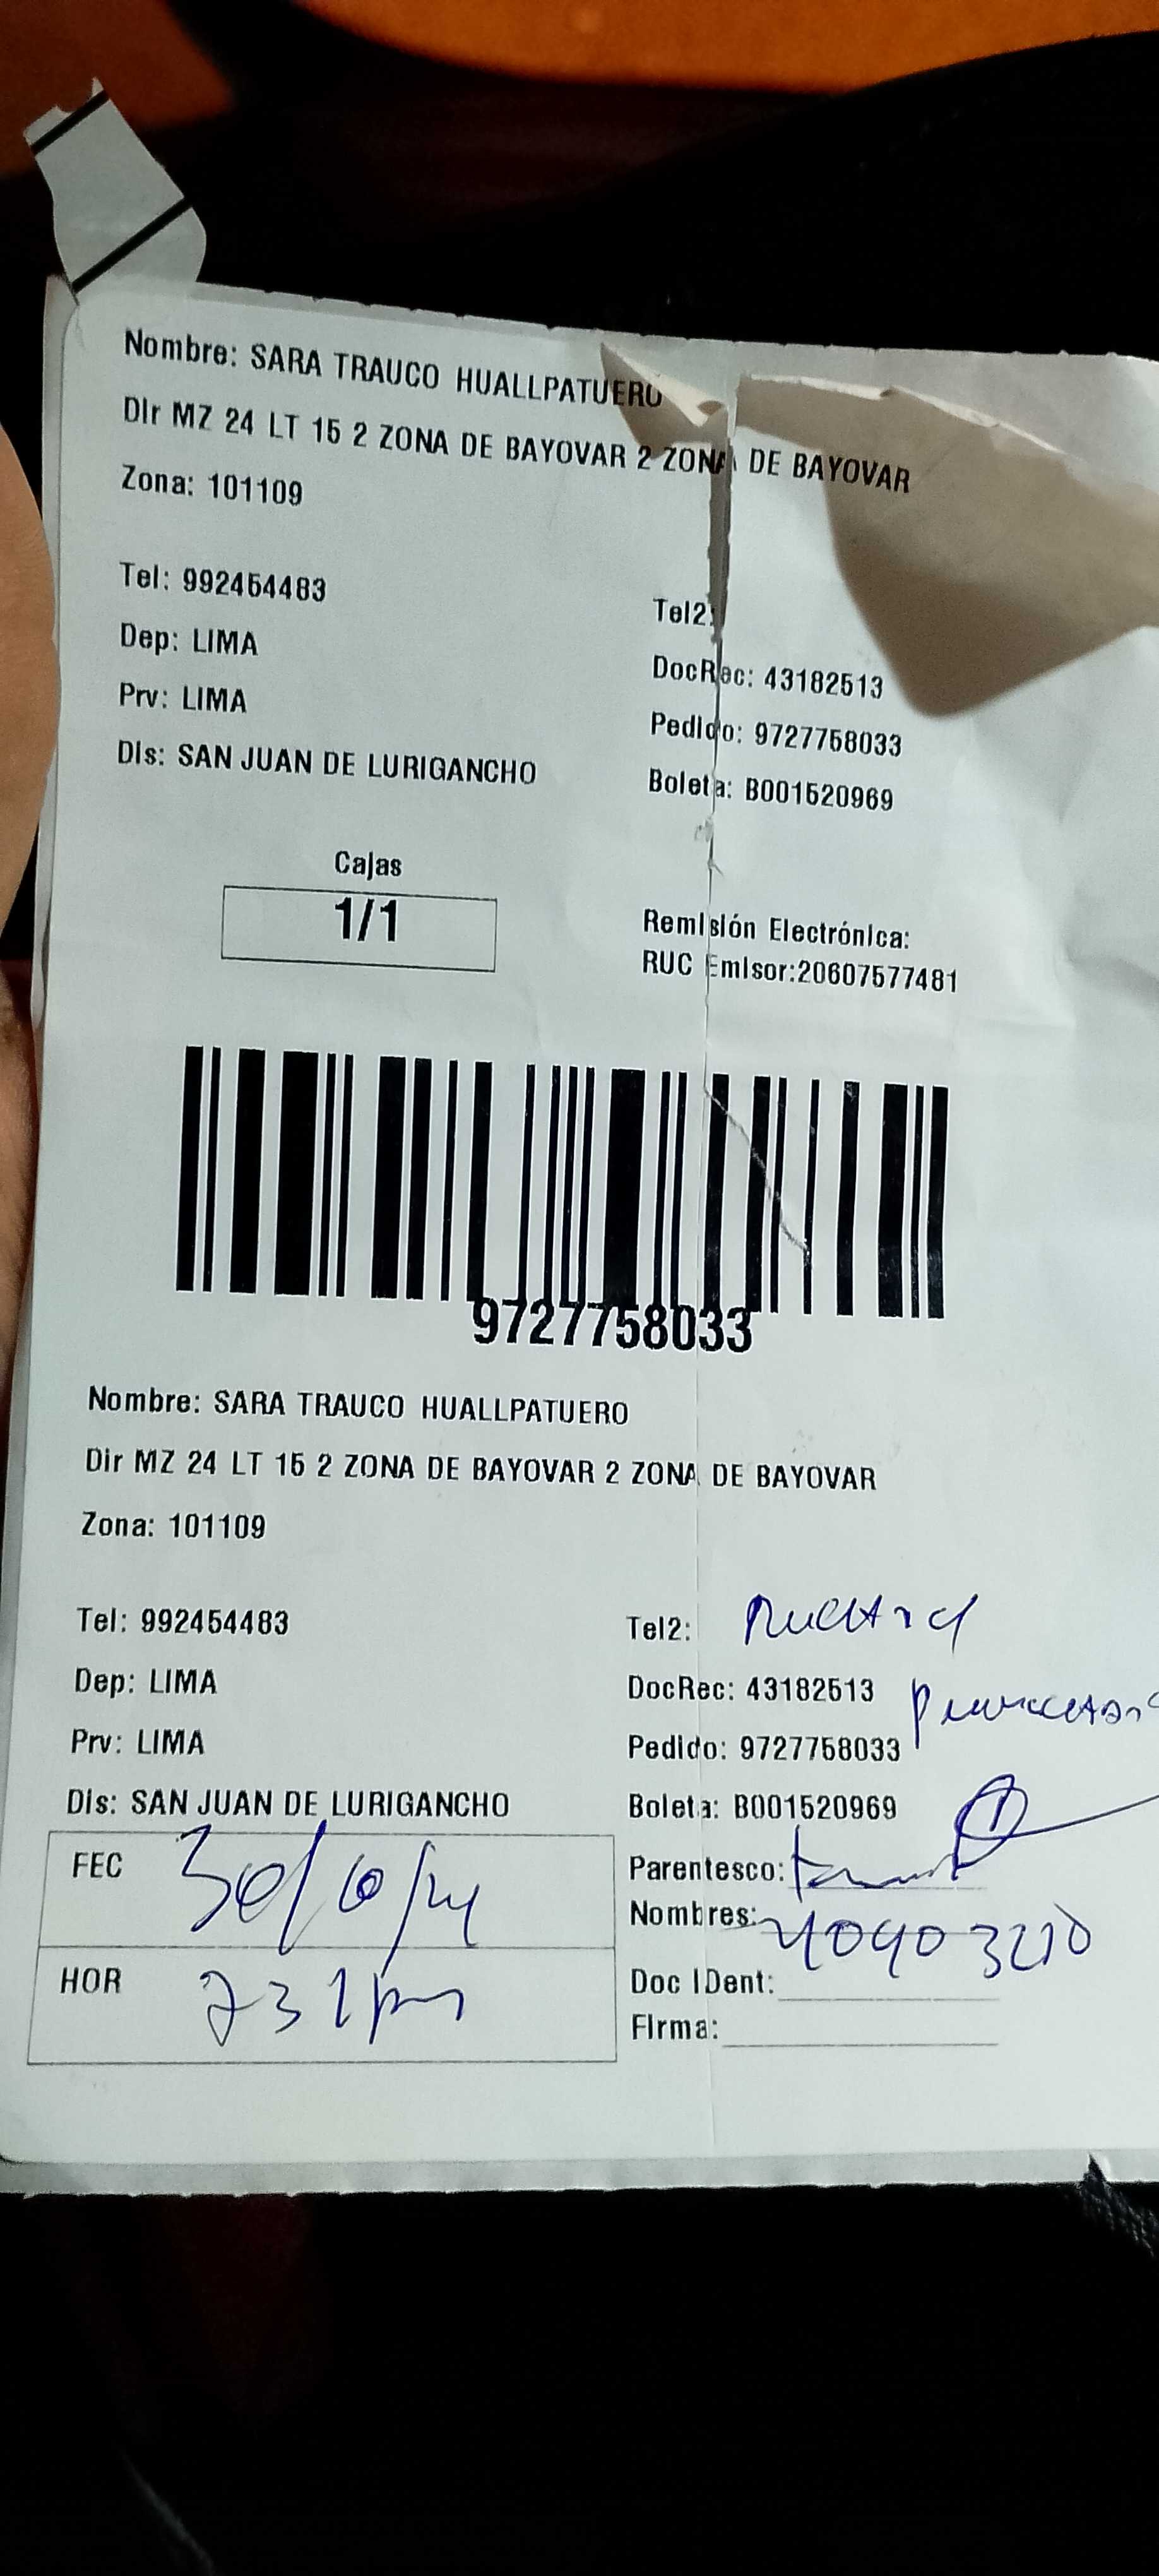 Nombre: SARA TRAUCO HUALLPATUERO
Dir MZ 24 LT 15 2 ZONA DE BAYOVAR 2 ZONA DE BAYOVAR
Zona: 101109
Tel: 992454483
Tel2:
Dep: LIMA
DocRec: 43182513
Prv: LIMA
Pedido: 9727758033
Dis: SAN JUAN DE LURIGANCHO
Boleta: B001520969
Cajas
1/1
Remisión Electrónica:
RUC Emisor:20607577481
9727758033
Nombre: SARA TRAUCO HUALLPATUERO
Dir MZ 24 LT 15 2 ZONA DE BAYOVAR 2 ZONA DE BAYOVAR
Zona: 101109
Tel: 992454483
Tel2:
Dep: LIMA
DocRec: 43182513
Prv: LIMA
Pedido: 9727758033
Dis: SAN JUAN DE LURIGANCHO
Boleta: B001520969
FEC 30/10/24
Parentesco:
Nombres: 40903210
HOR
Doc IDent:
Firma: